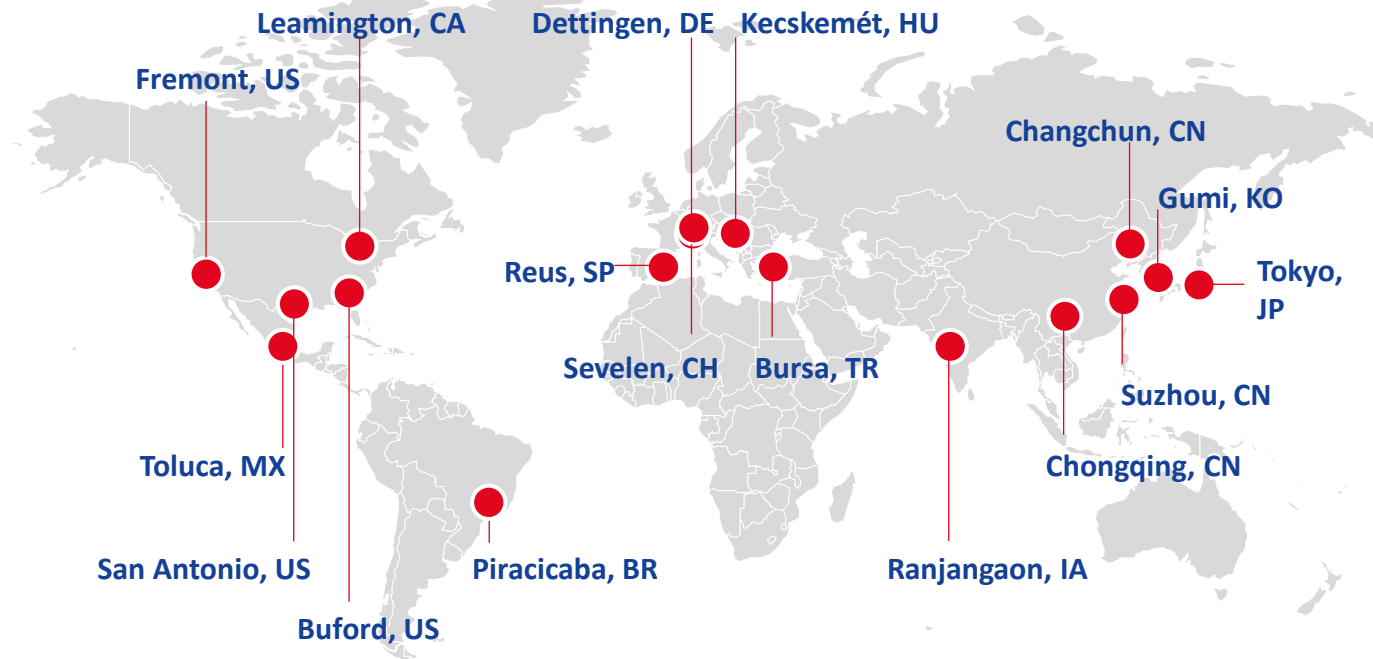 Leamington, CA
Dettingen, DE
Kecskemét, HU
Fremont, US
Changchun, CN
Gumi, KO
Reus, SP
Tokyo,
JP
Sevelen, CH
Bursa, TR
Suzhou, CN
Toluca, MX
Chongqing, CN
San Antonio, US
Piracicaba, BR
Ranjangaon, IA
Buford, US